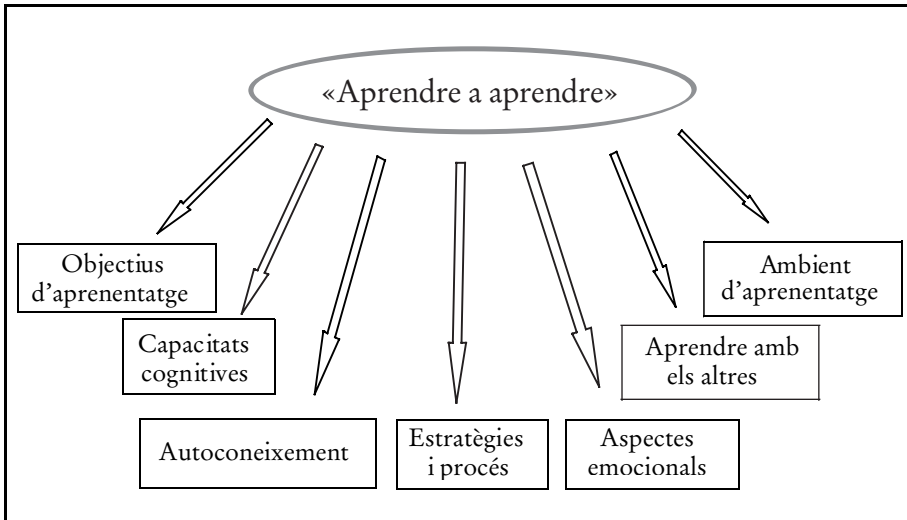 «Aprendre a aprendre»
Objectius
d’aprenentatge
Capacitats
cognitives
Autoconeixement
Estratègies
i procés
Aspectes
emocionals
Aprendre amb
els altres
Ambient
d’aprenentatge